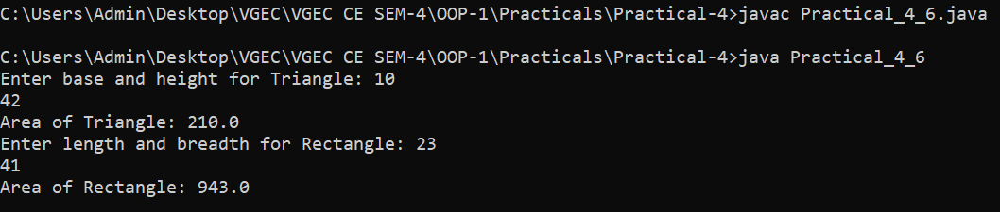 C:\Users\Admin\Desktop\VGEC\VGEC CE SEM-4\OOP-1\Practicals\Practical-4>javac Practical_4_6.java
C:\Users\Admin\Desktop\VGEC\VGEC CE SEM-4\OOP-1\Practicals\Practical-4>java Practical_4_6
Enter base and height for Triangle: 10
42
Area of Triangle: 210.0
Enter length and breadth for Rectangle: 23
41
Area of Rectangle: 943.0